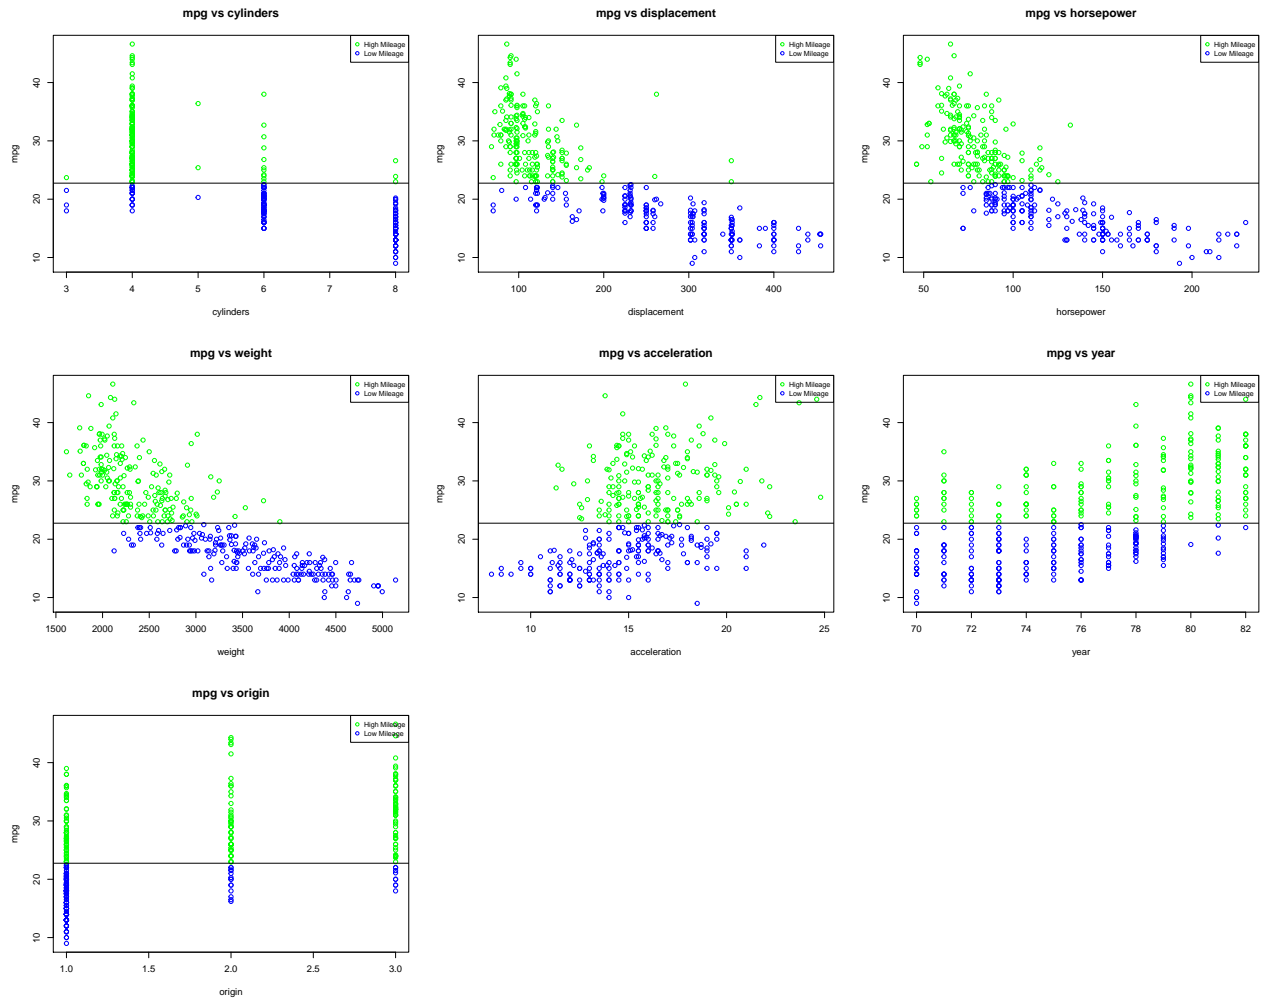 mpg vs cylinders
High Mileage
Low Mileage
mpg
40
30
20
10
3 4 5 6 7 8
cylinders
mpg vs displacement
High Mileage
Low Mileage
mpg
40
30
20
10
100 200 300 400
displacement
mpg vs horsepower
High Mileage
Low Mileage
mpg
40
30
20
10
50 100 150 200
horsepower
mpg vs weight
High Mileage
Low Mileage
mpg
40
30
20
10
1500 2000 2500 3000 3500 4000 4500 5000
weight
mpg vs acceleration
High Mileage
Low Mileage
mpg
40
30
20
10
10 15 20 25
acceleration
mpg vs year
High Mileage
Low Mileage
mpg
40
30
20
10
70 72 74 76 78 80 82
year
mpg vs origin
High Mileage
Low Mileage
mpg
40
30
20
10
1.0 1.5 2.0 2.5 3.0
origin